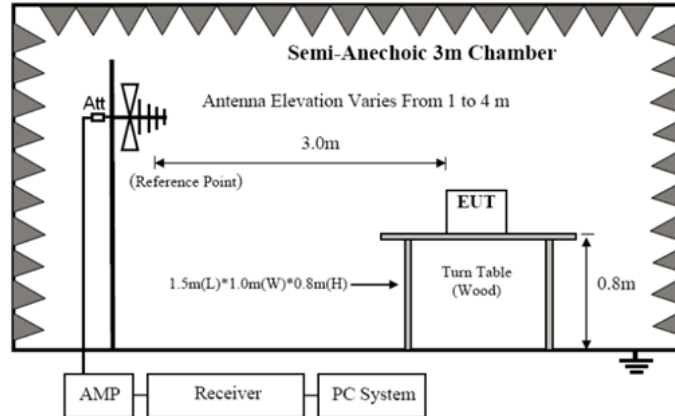 Semi-Anechoic 3m Chamber
Att
Antenna Elevation Varies From 1 to 4 m
3.0m
(Reference Point)
EUT
1.5m(L)*1.0m(W)*0.8m(H)
Turn Table
(Wood)
0.8m
AMP
Receiver
PC System